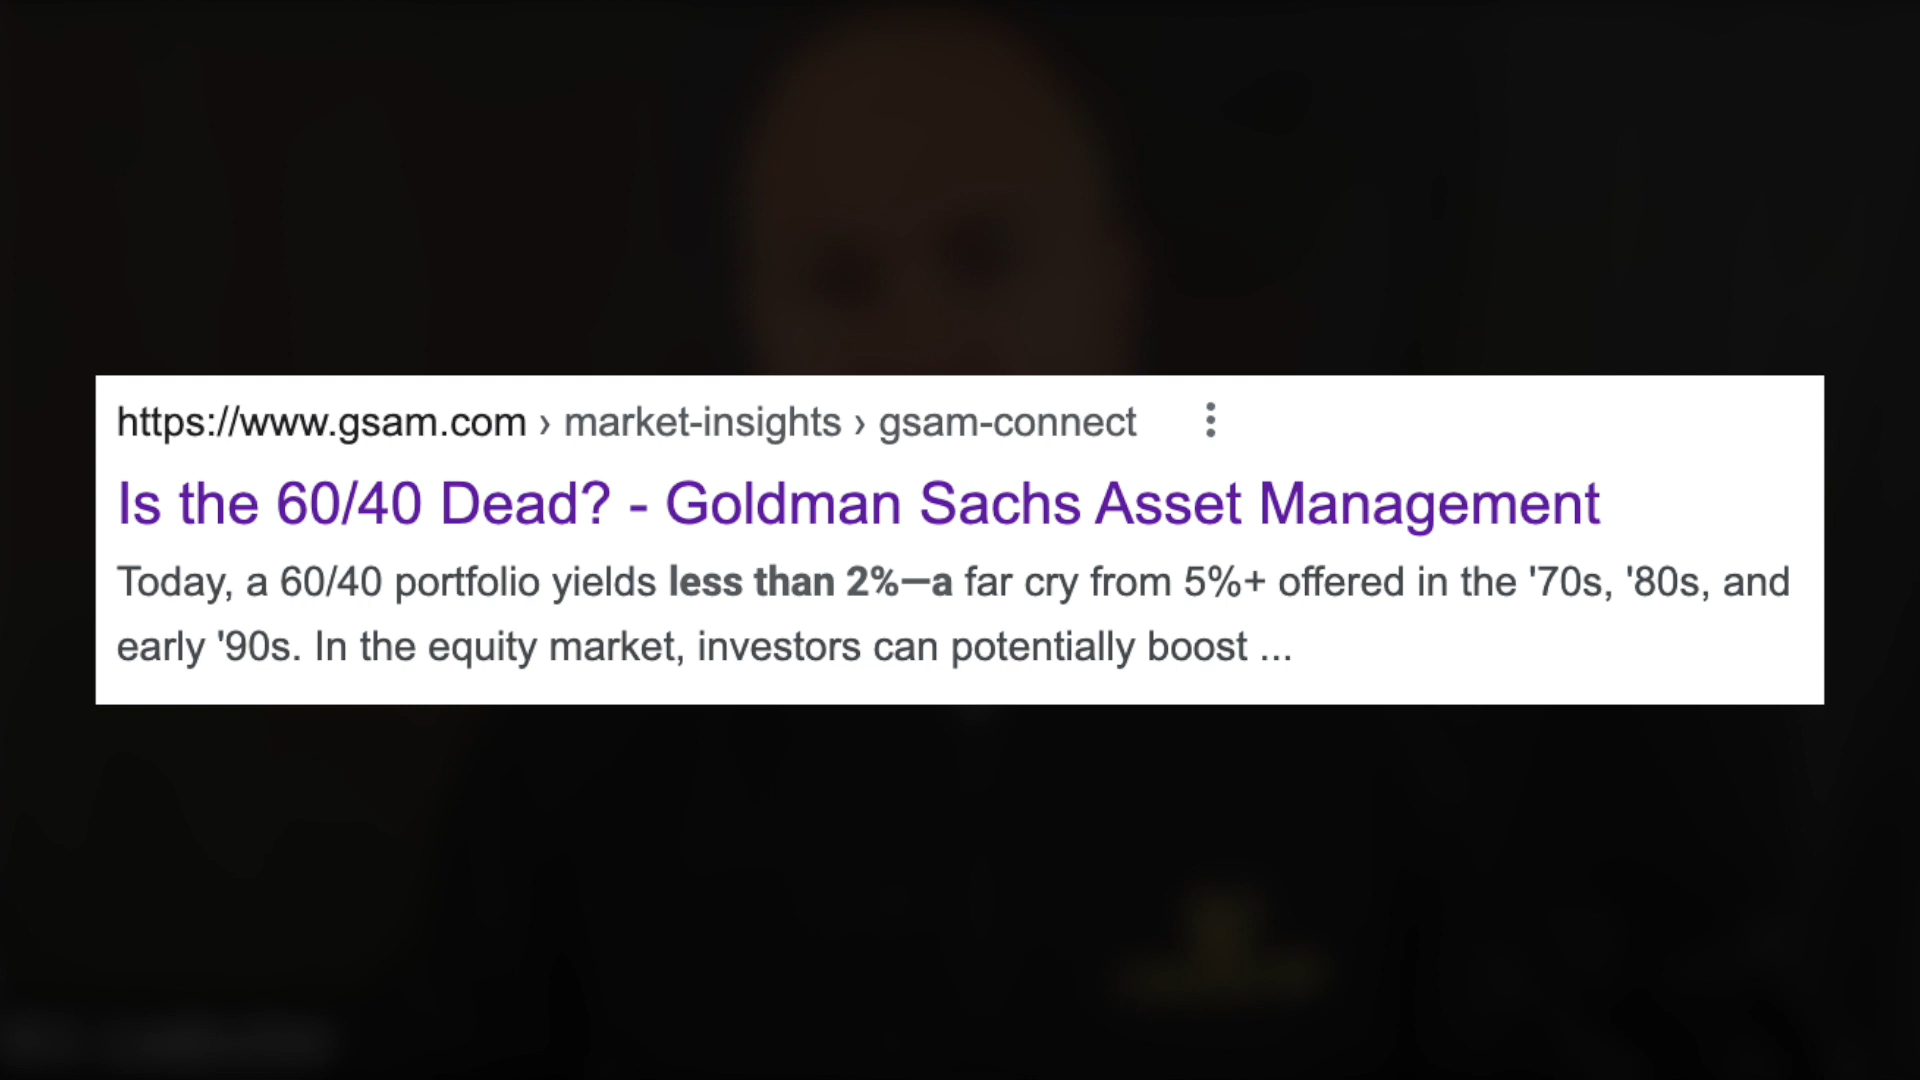 https://www.gsam.com › market-insights › gsam-connect
Is the 60/40 Dead? - Goldman Sachs Asset Management
Today, a 60/40 portfolio yields less than 2%—a far cry from 5%+ offered in the '70s, '80s, and
early '90s. In the equity market, investors can potentially boost ...